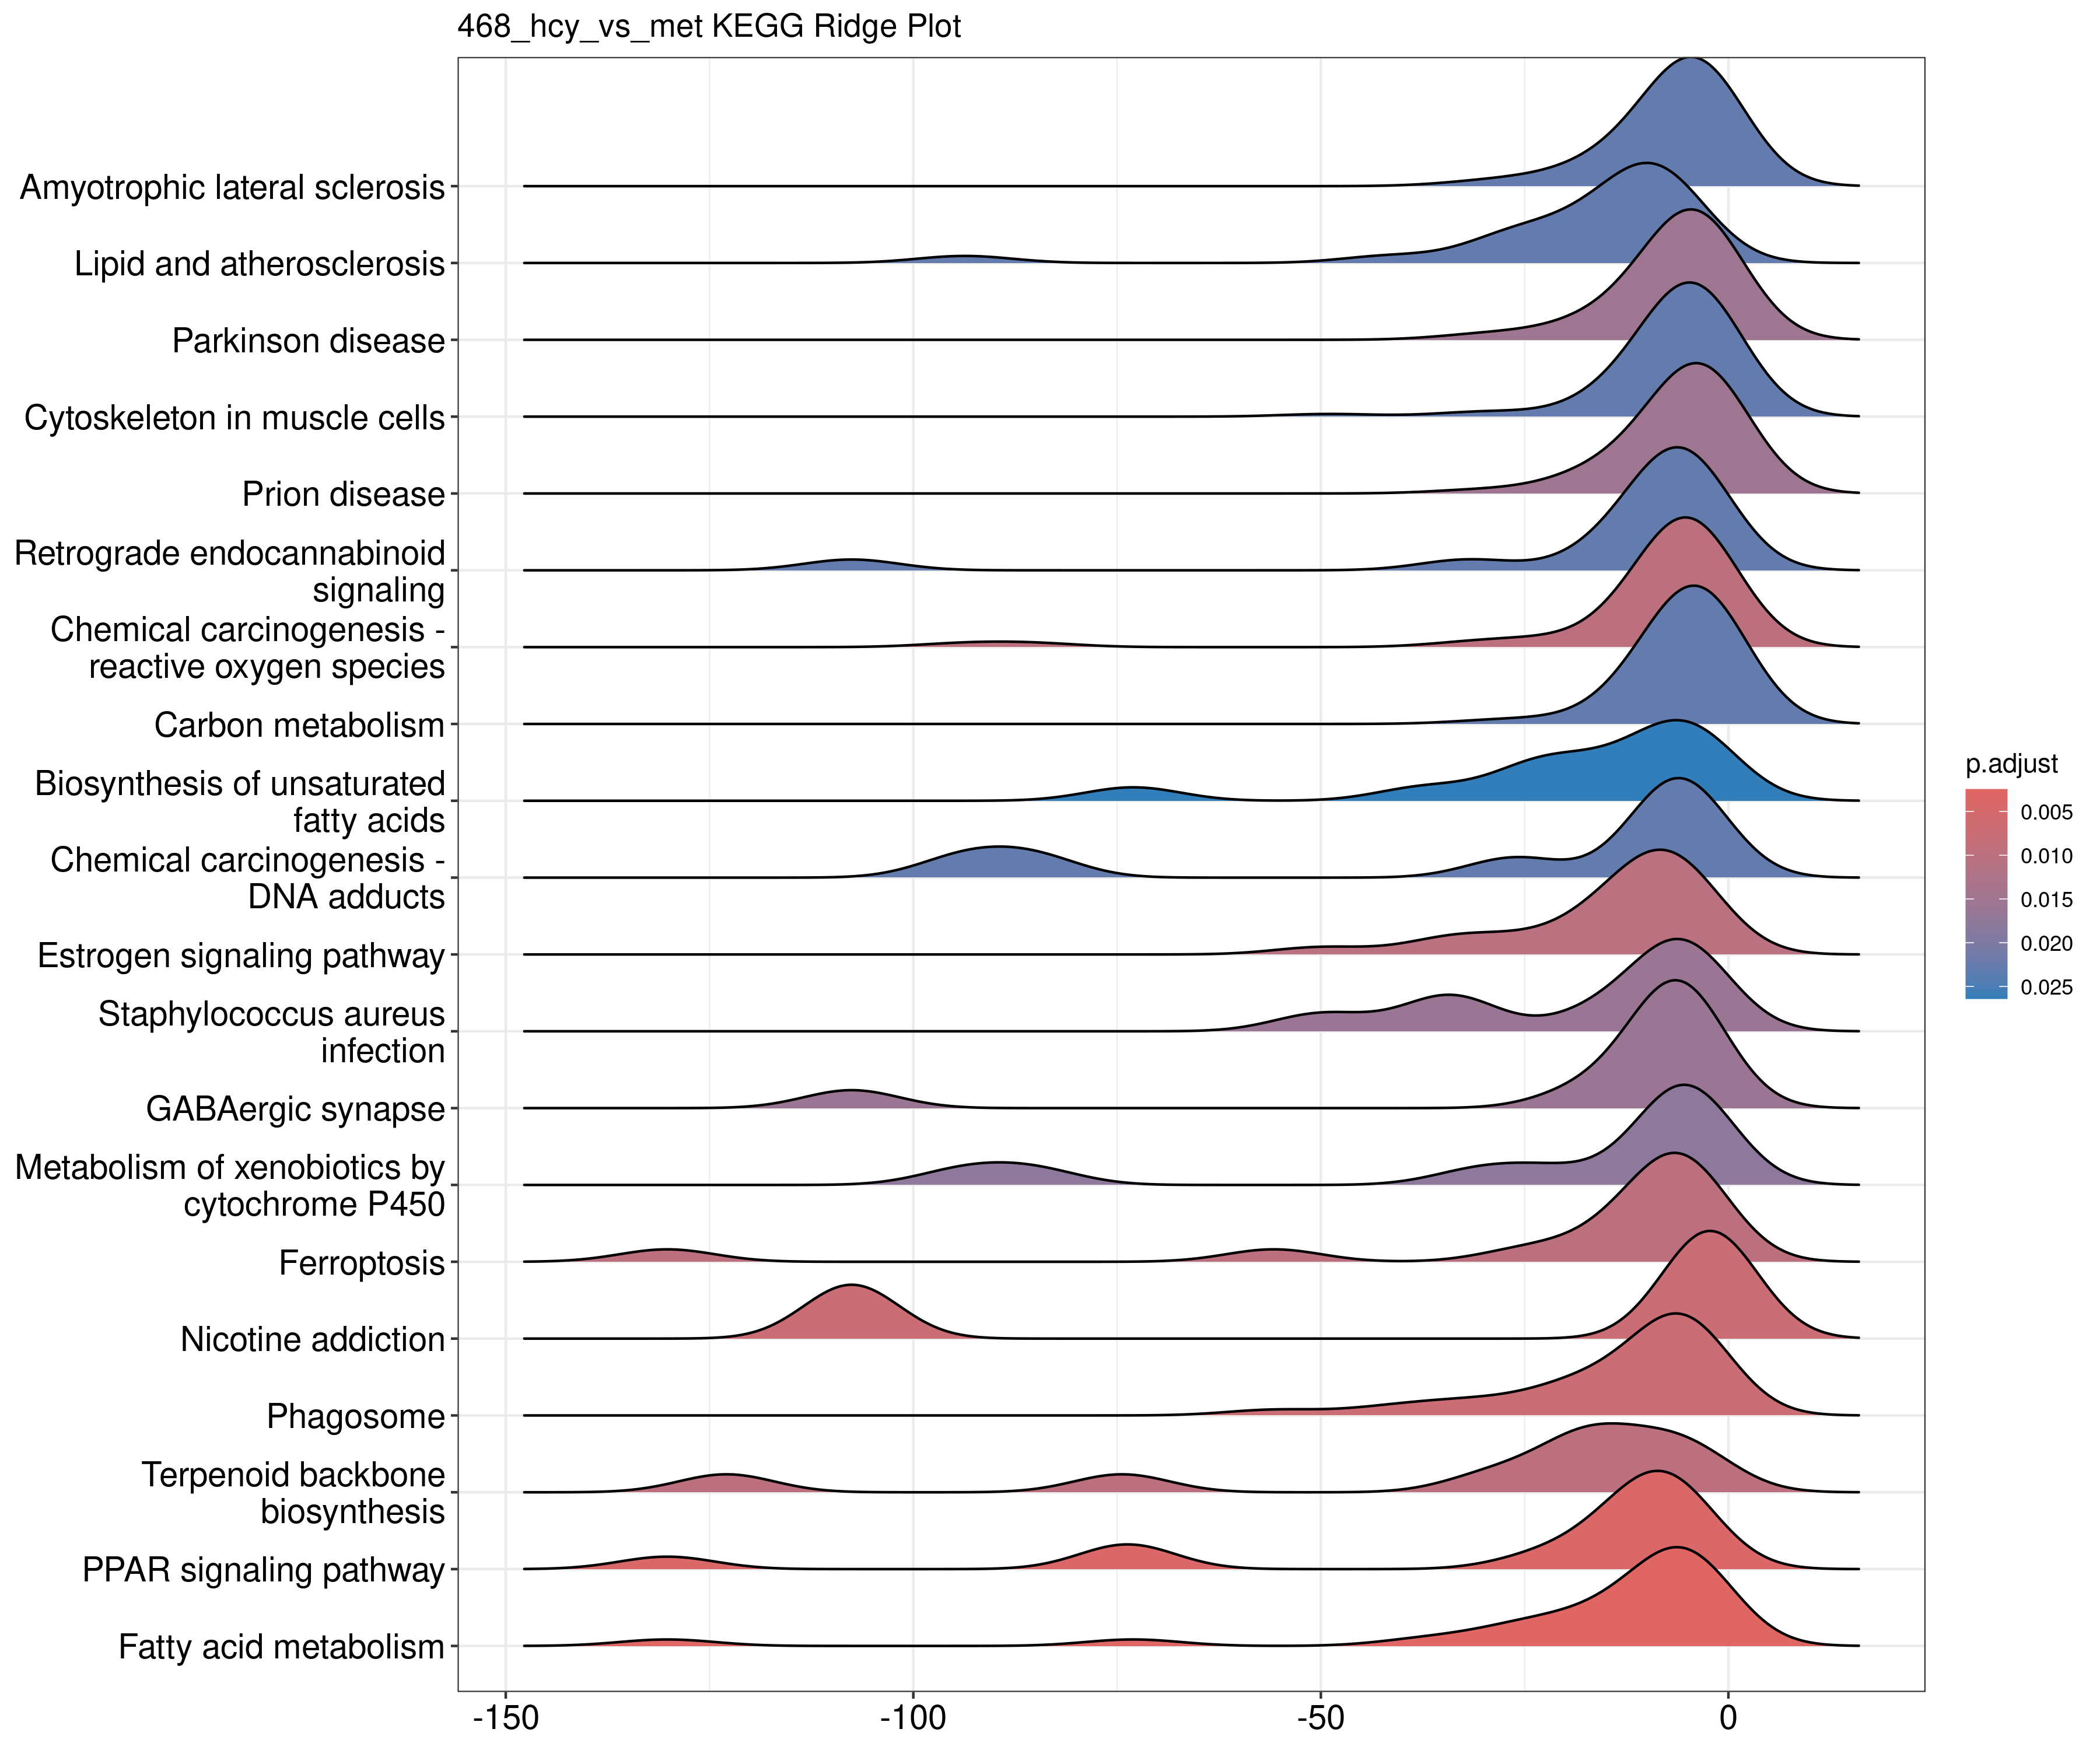 468_hcy_vs_met KEGG Ridge Plot
Amyotrophic lateral sclerosis
Lipid and atherosclerosis
Parkinson disease
Cytoskeleton in muscle cells
Prion disease
Retrograde endocannabinoid
signaling
Chemical carcinogenesis -
reactive oxygen species
Carbon metabolism
Biosynthesis of unsaturated
fatty acids
Chemical carcinogenesis -
DNA adducts
Estrogen signaling pathway
Staphylococcus aureus
infection
GABAergic synapse
Metabolism of xenobiotics by
cytochrome P450
Ferroptosis
Nicotine addiction
Phagosome
Terpenoid backbone
biosynthesis
PPAR signaling pathway
Fatty acid metabolism
-150
-100
-50
0
p.adjust
0.005
0.010
0.015
0.020
0.025